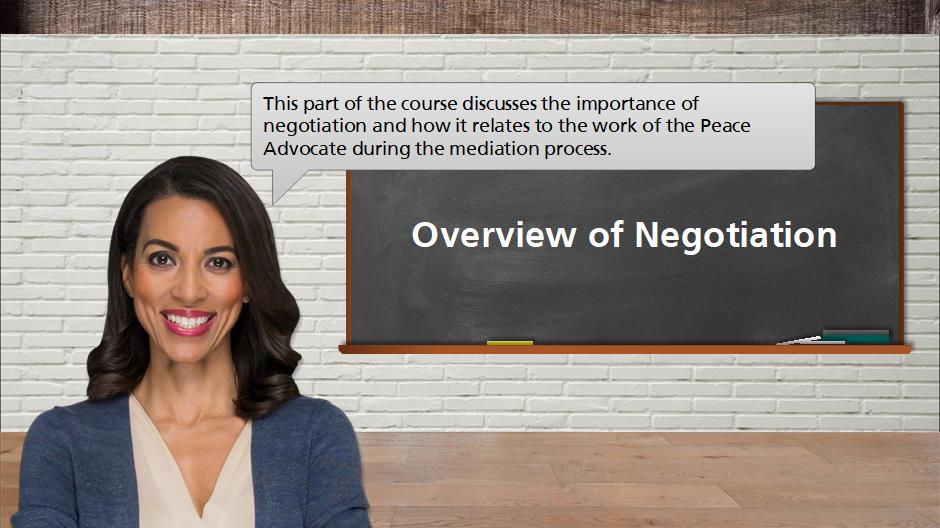 This part of the course discusses the importance of
negotiation and how it relates to the work of the Peace
Advocate during the mediation process.
Overview of Negotiation